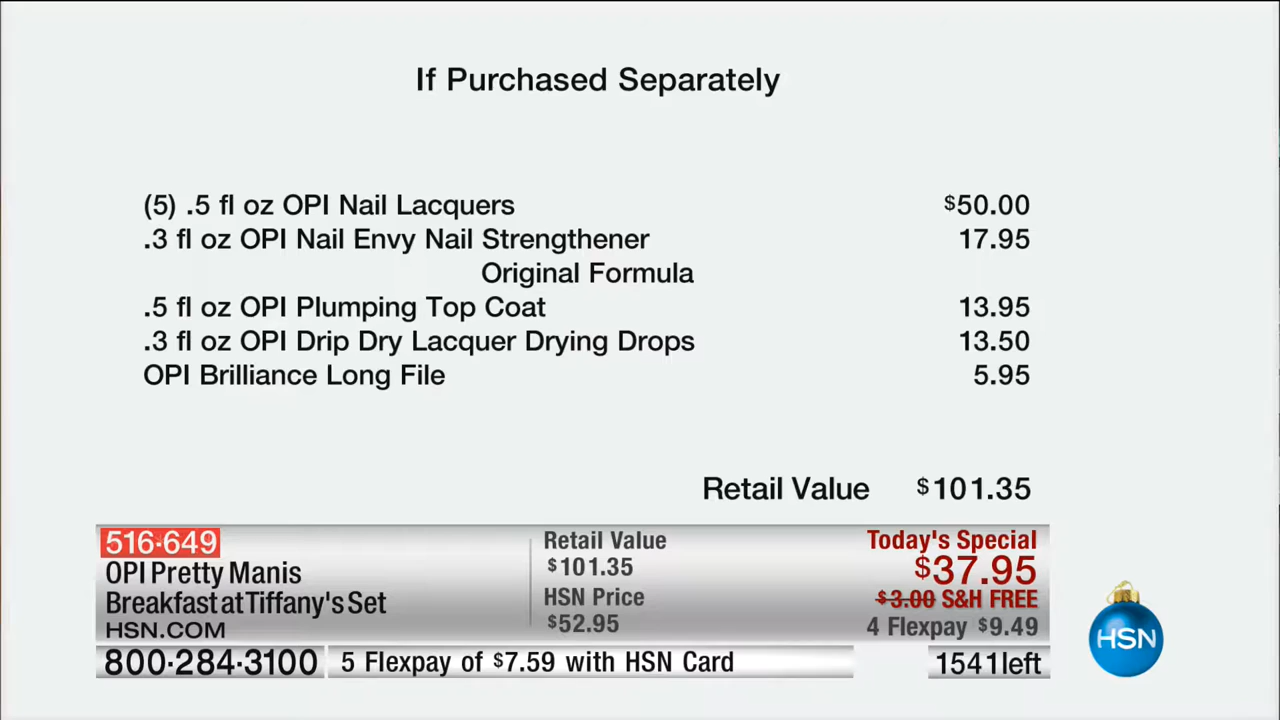 If Purchased Separately
(5) .5 fl oz OPI Nail Lacquers $50.00
.3 fl oz OPI Nail Envy Nail Strengthener 17.95
Original Formula
.5 fl oz OPI Plumping Top Coat 13.95
.3 fl oz OPI Drip Dry Lacquer Drying Drops 13.50
OPI Brilliance Long File 5.95
Retail Value $101.35
516·649
OPI Pretty Manis
Breakfast at Tiffany's Set
HSN.COM
Retail Value
$101.35
HSN Price
$52.95
Today's Special
$37.95
$3.00 S&H FREE
4 Flexpay $9.49
800·284·3100
5 Flexpay of $7.59 with HSN Card
1541left
HSN